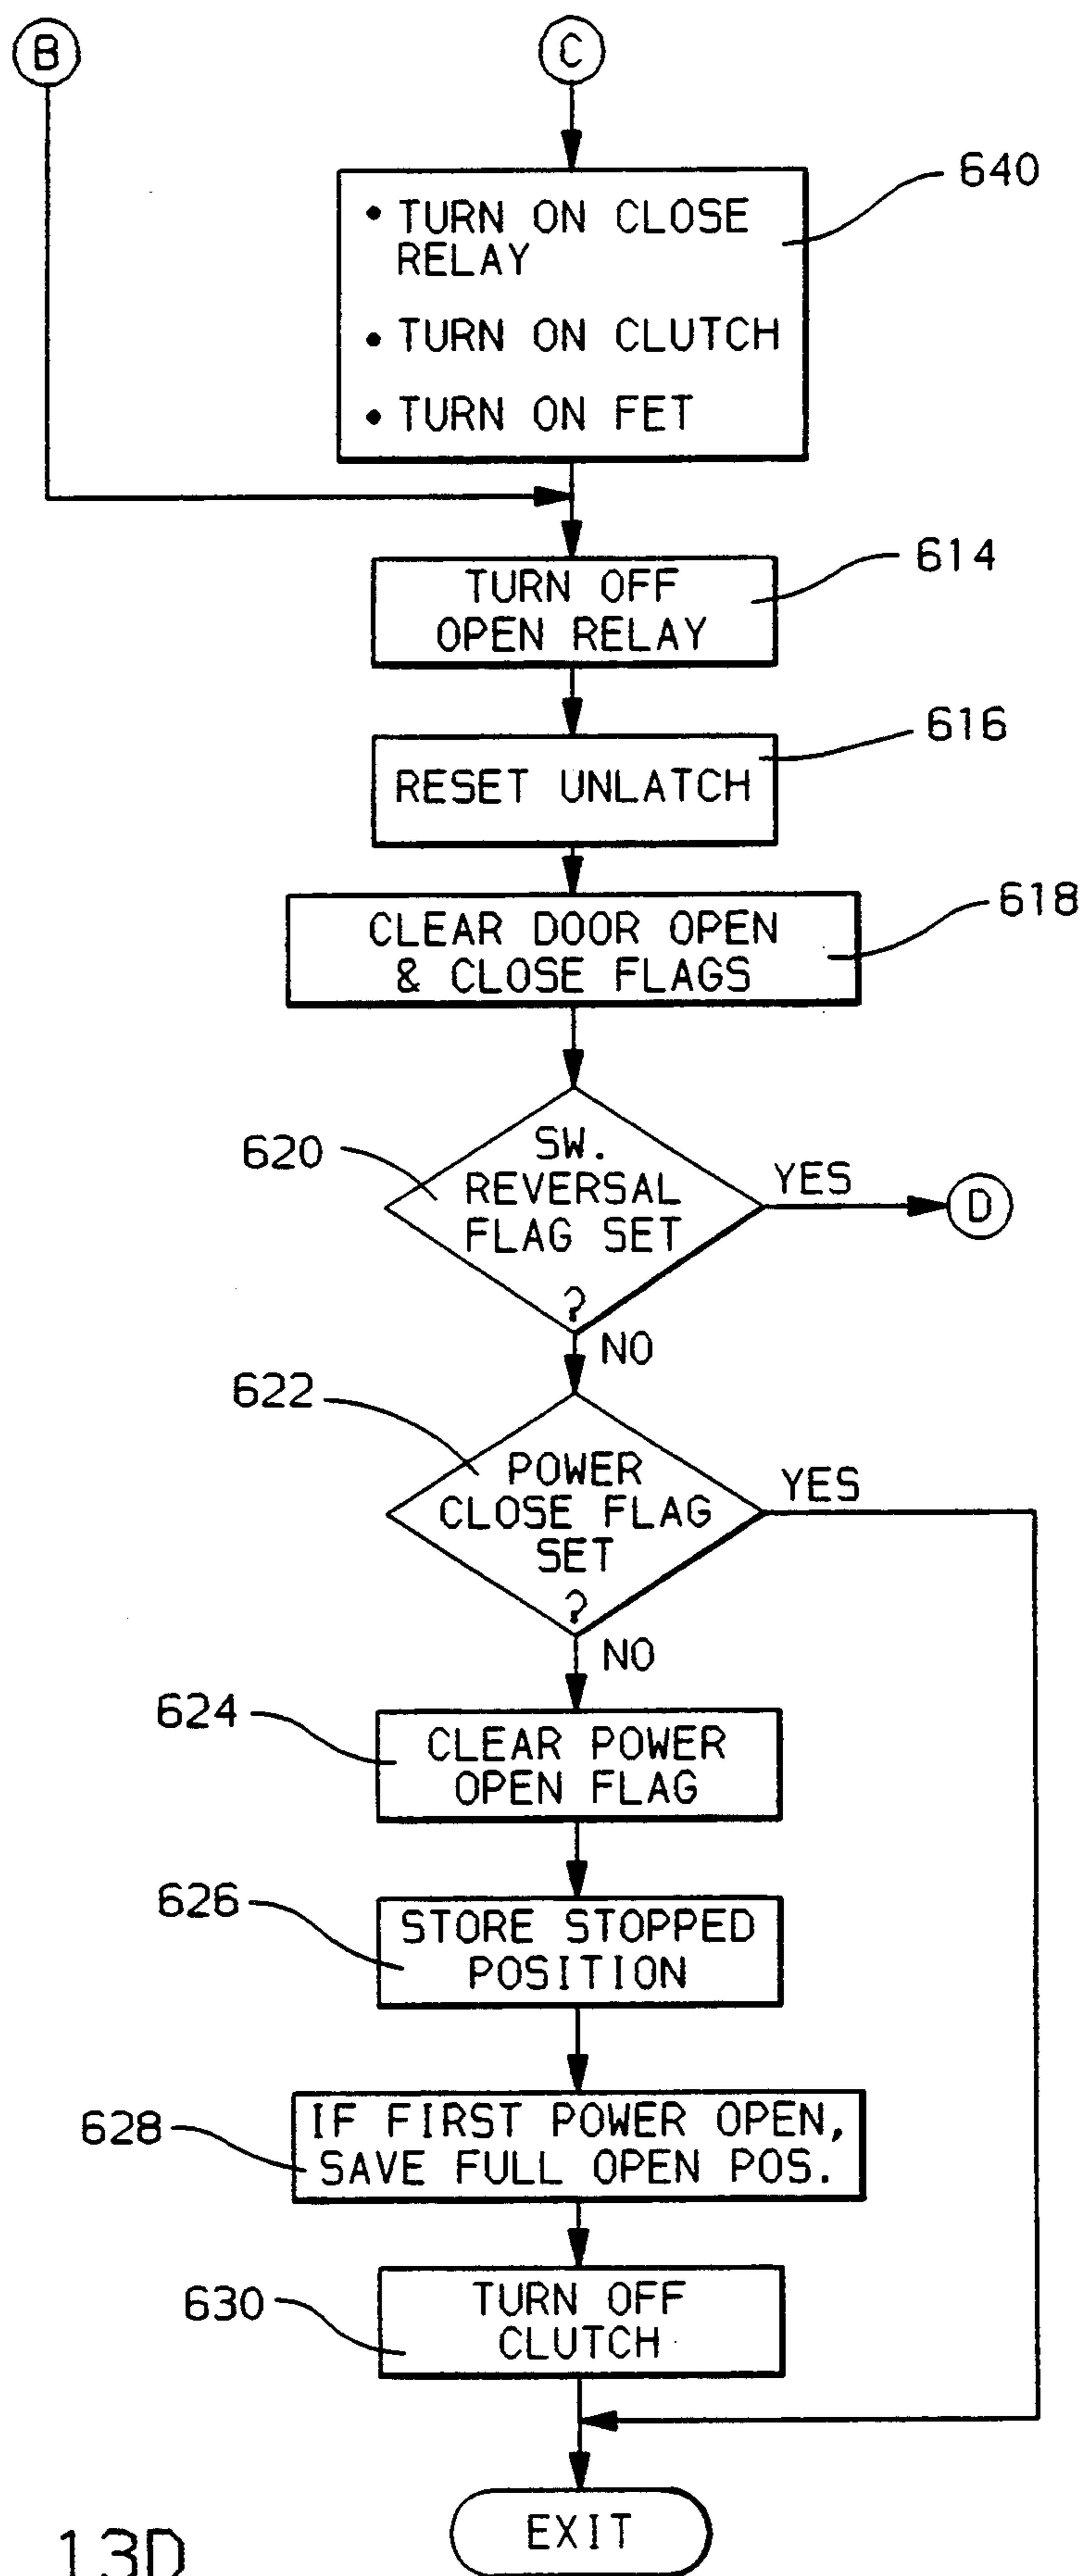 B
C
640
• TURN ON CLOSE
RELAY
• TURN ON CLUTCH
• TURN ON FET
614
TURN OFF
OPEN RELAY
616
RESET UNLATCH
618
CLEAR DOOR OPEN
& CLOSE FLAGS
620
SW.
REVERSAL
FLAG SET
?
YES
D
NO
622
POWER
CLOSE FLAG
SET
?
YES
NO
624
CLEAR POWER
OPEN FLAG
626
STORE STOPPED
POSITION
628
IF FIRST POWER OPEN,
SAVE FULL OPEN POS.
630
TURN OFF
CLUTCH
EXIT
13D